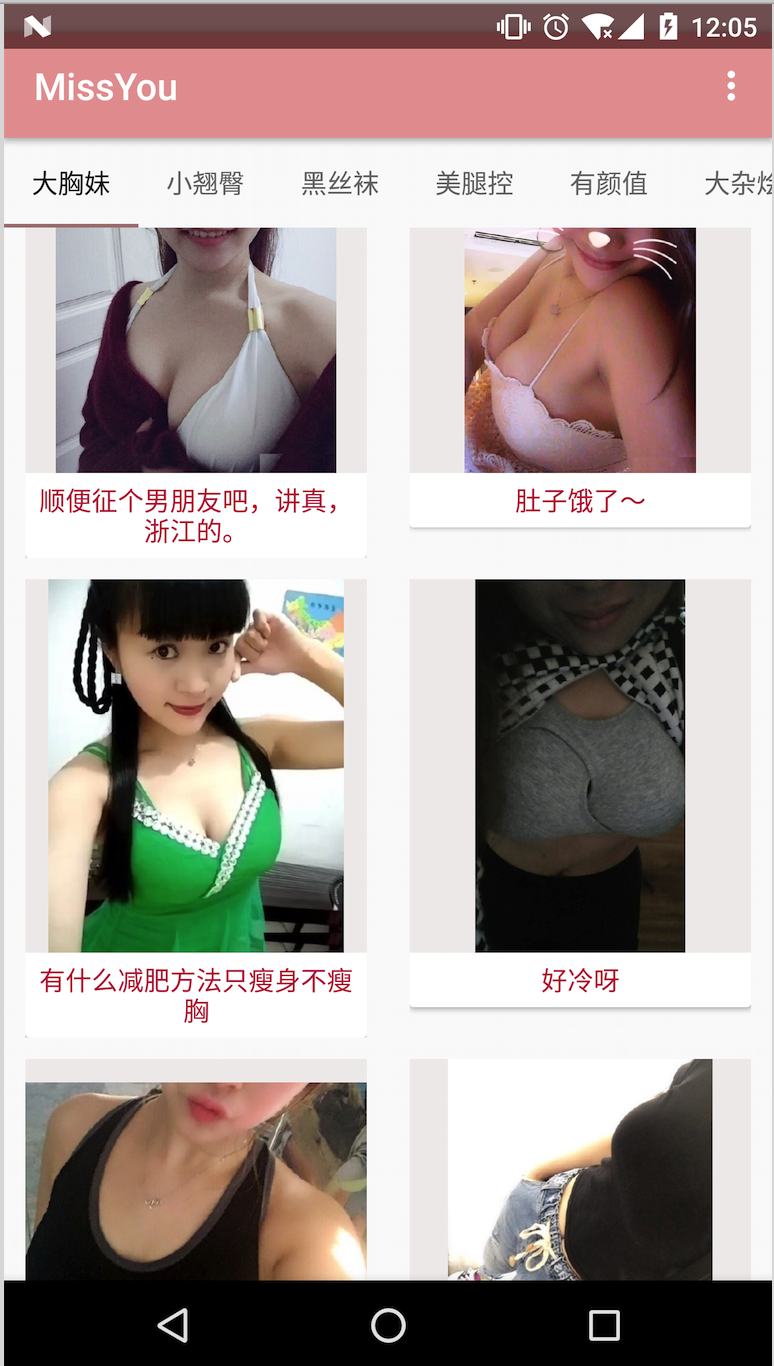 12:05
MissYou
大胸妹 小翘臀 黑丝袜 美腿控 有颜值 大杂烩
顺便征个男朋友吧，讲真，
浙江的。
肚子饿了～
有什么减肥方法只瘦身不瘦
胸
好冷呀